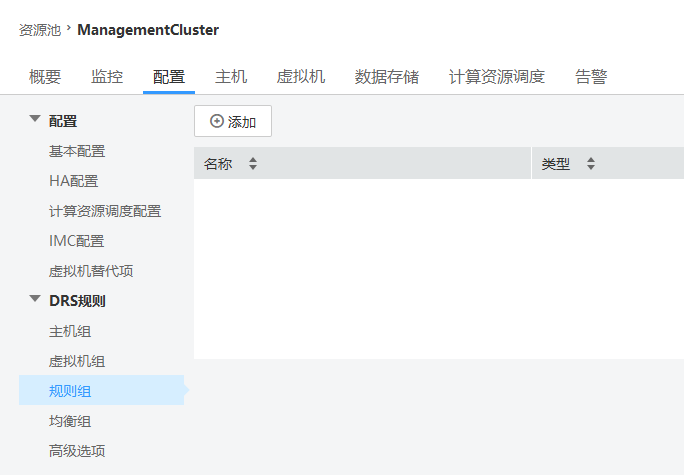 资源池 › ManagementCluster
概要 监控 配置 主机 虚拟机 数据存储 计算资源调度 告警
配置
基本配置
HA配置
计算资源调度配置
IMC配置
虚拟机替代项
DRS规则
主机组
虚拟机组
规则组
均衡组
高级选项
添加
名称 类型